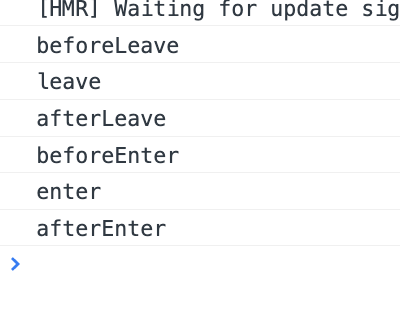 [HMR] Waiting for update sig
beforeLeave
leave
afterLeave
beforeEnter
enter
afterEnter